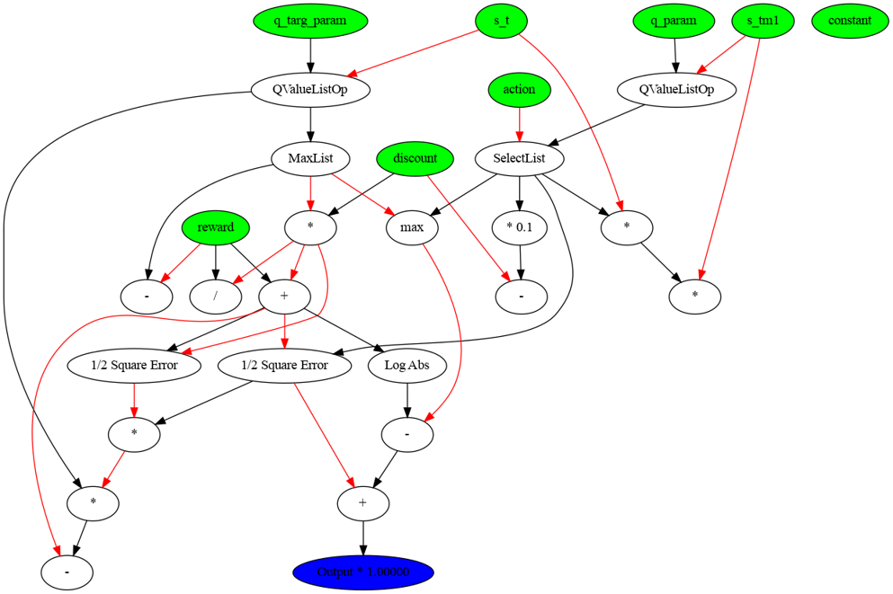 q_targ_param
s_t
q_param
s_tm1
constant
QValueListOp
action
QValueListOp
MaxList
discount
SelectList
reward
*
max
* 0.1
*
-
/
+
-
*
1/2 Square Error
1/2 Square Error
Log Abs
*
-
*
+
-
Output * 1.00000